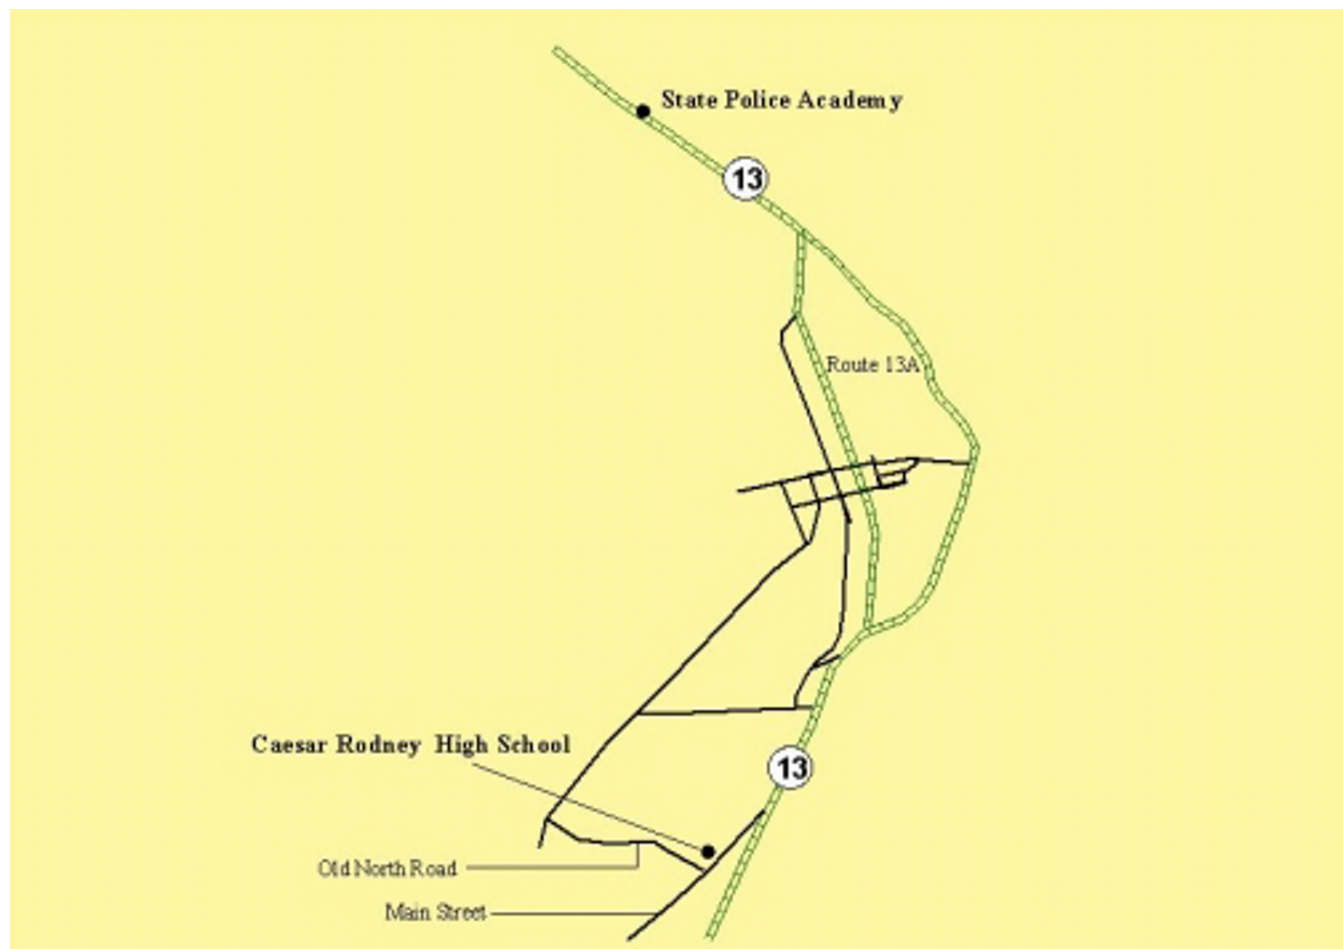 State Police Academy
13
Route 13A
Caesar Rodney High School
13
Old North Road
Main Street